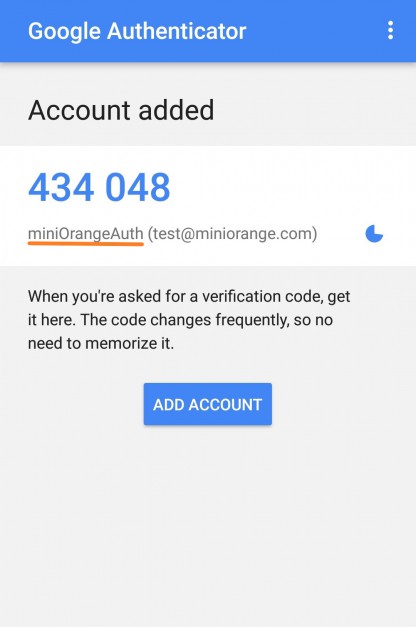 Google Authenticator
Account added
434 048
miniOrangeAuth (test@miniorange.com)
When you're asked for a verification code, get
it here. The code changes frequently, so no
need to memorize it.
ADD ACCOUNT